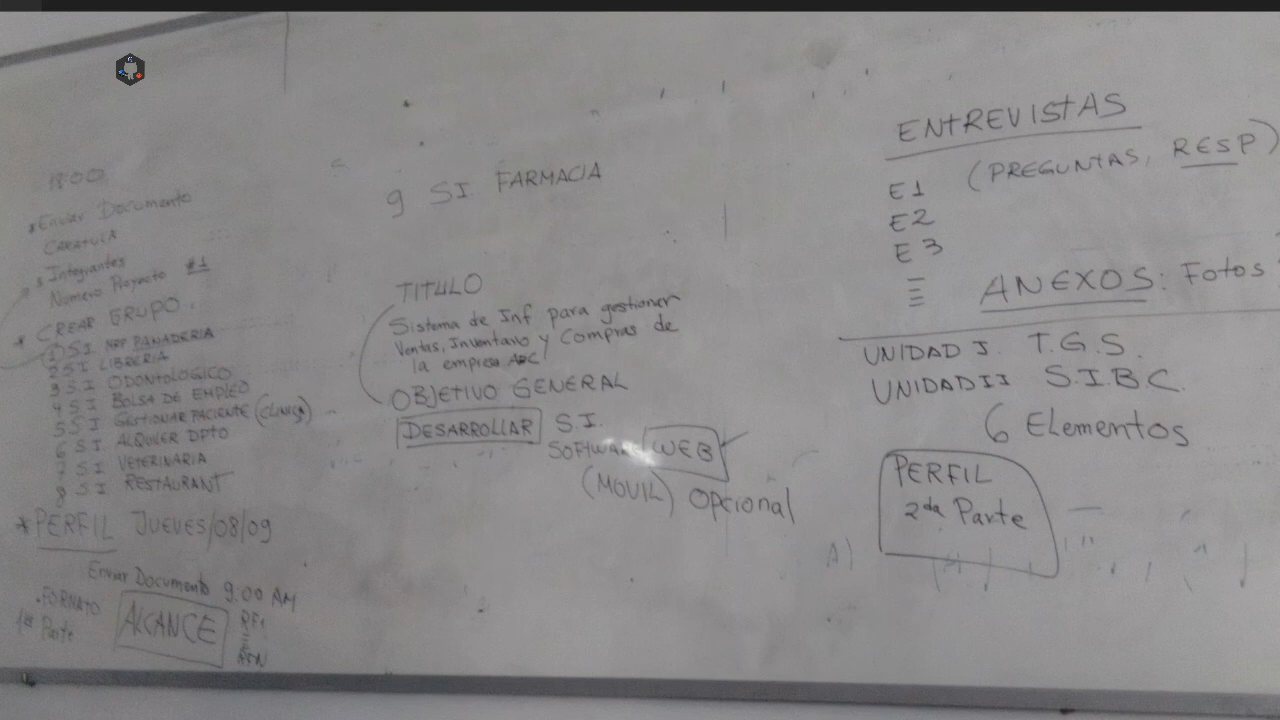 18:00
* Enviar Documento
CARATULA
* Integrantes
Numero Proyecto #1
* CREAR GRUPO.
1 S I PANADERIA
2 S I LIBRERIA
3 S I ODONTOLOGICO
4 S I BOLSA DE EMPLEO
5 S I GESTIONAR PACIENTE (CLINICA)
6 S I ALQUILER DPTO
7 S I VETERINARIA
8 S I RESTAURANT
* PERFIL JUEVES/08/09
Enviar Documento 9:00 AM
.FORMATO
1ra Parte
ALCANCE
RF1
RFN
9 S I. FARMACIA
TITULO
Sistema de Inf para gestionar
Ventas, Inventario y Compras de
la empresa ABC
OBJETIVO GENERAL
DESARROLLAR S.I.
SOFTWARE WEB
(MOVIL) Opcional
ENTREVISTAS
(PREGUNTAS, RESP)
E1
E2
E3
ANEXOS: Fotos
UNIDAD I. T.G.S.
UNIDAD II S.I.B.C.
6 Elementos
PERFIL
2da Parte
A)